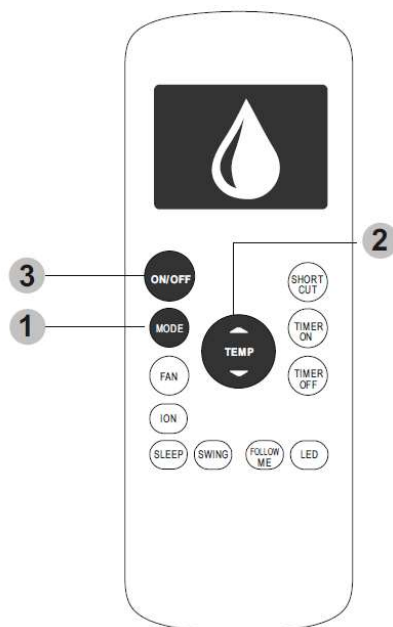 2
3
ON/OFF
SHORT
CUT
1
MODE
TEMP
TIMER
ON
FAN
TIMER
OFF
ION
SLEEP
SWING
FOLLOW
ME
LED